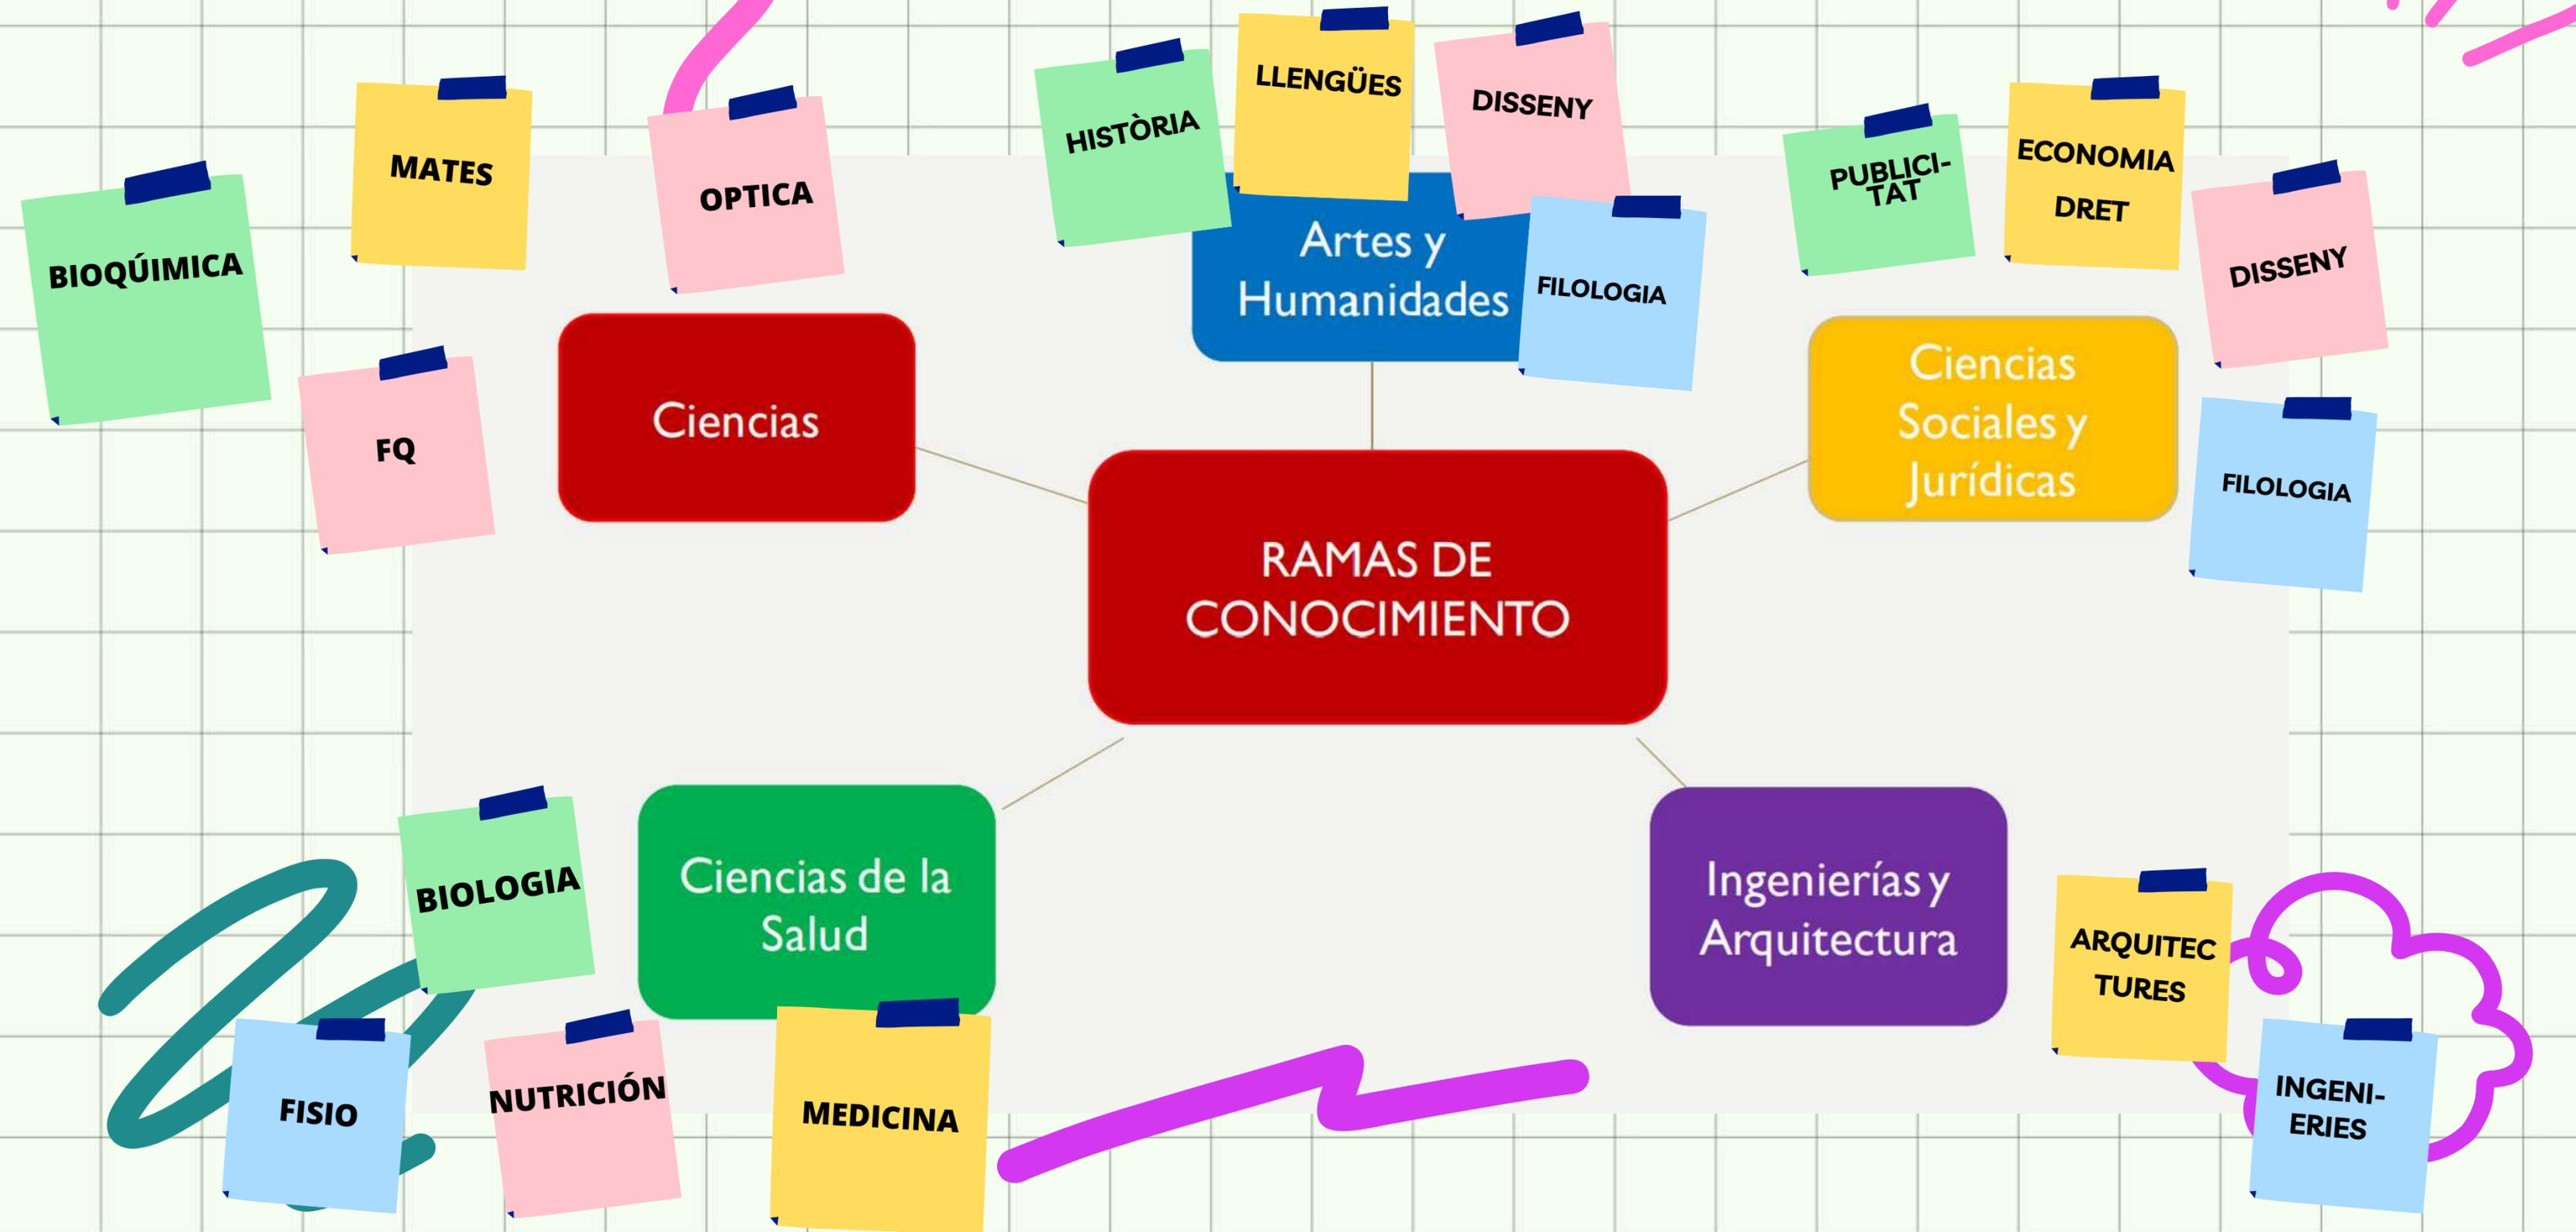 BIOQÚIMICA
MATES
OPTICA
FQ
Ciencias
HISTÒRIA
LLENGÜES
DISSENY
FILOLOGIA
Artes y
Humanidades
PUBLICI-
TAT
ECONOMIA
DRET
DISSENY
FILOLOGIA
Ciencias
Sociales y
Jurídicas
RAMAS DE
CONOCIMIENTO
BIOLOGIA
FISIO
NUTRICIÓN
MEDICINA
Ciencias de la
Salud
Ingenierías y
Arquitectura
ARQUITEC
TURES
INGENI-
ERIES